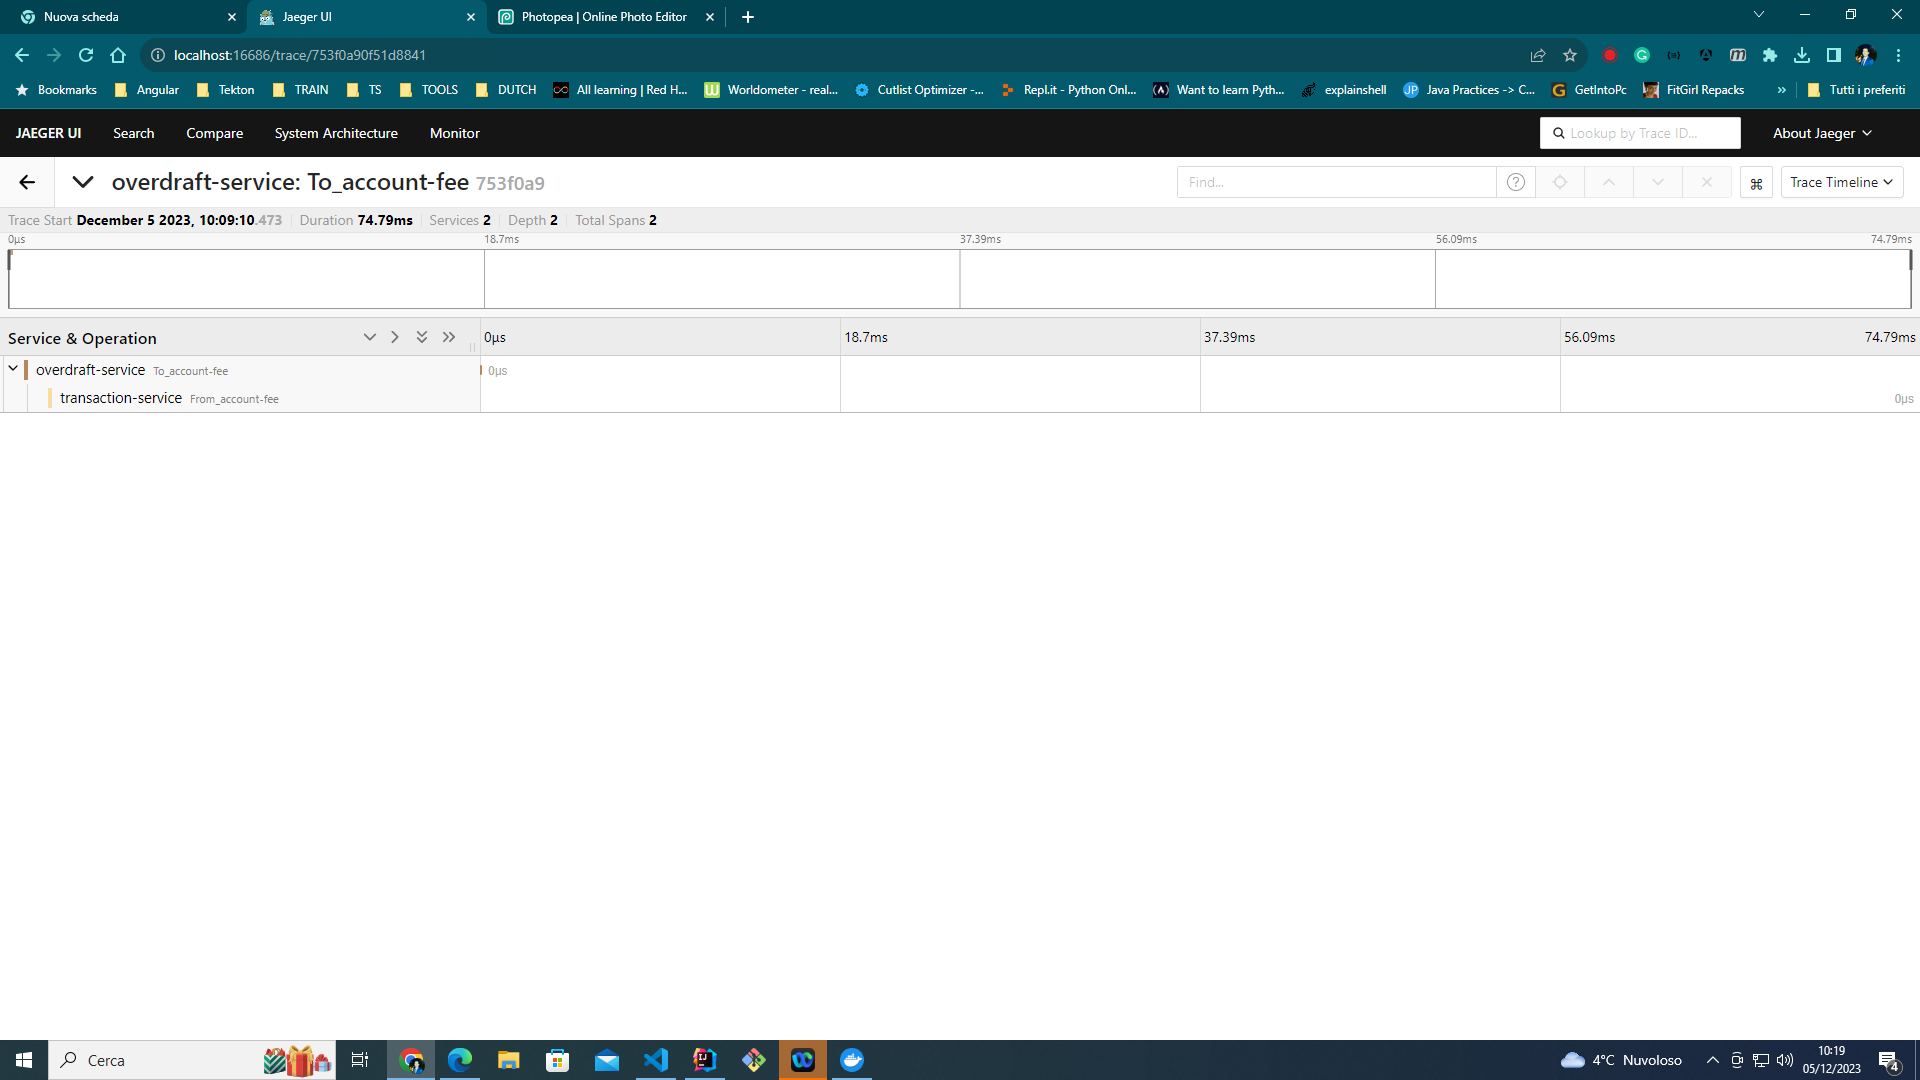 Nuova scheda
Jaeger UI
Photopea | Online Photo Editor
localhost:16686/trace/753f0a90f51d8841
Bookmarks
Angular
Tekton
TRAIN
TS
TOOLS
DUTCH
All learning | Red H...
Worldometer - real...
Cutlist Optimizer -...
Repl.it - Python Onl...
Want to learn Pyth...
explainshell
Java Practices -> C...
GetIntoPc
FitGirl Repacks
»
Tutti i preferiti
JAEGER UI
Search
Compare
System Architecture
Monitor
Lookup by Trace ID...
About Jaeger
overdraft-service: To_account-fee 753f0a9
Find...
Trace Timeline
Trace Start December 5 2023, 10:09:10.473
Duration 74.79ms
Services 2
Depth 2
Total Spans 2
0μs
18.7ms
37.39ms
56.09ms
74.79ms
Service & Operation
0μs
18.7ms
37.39ms
56.09ms
74.79ms
overdraft-service To_account-fee
0μs
transaction-service From_account-fee
0μs
Cerca
4°C Nuvoloso
10:19
05/12/2023
4